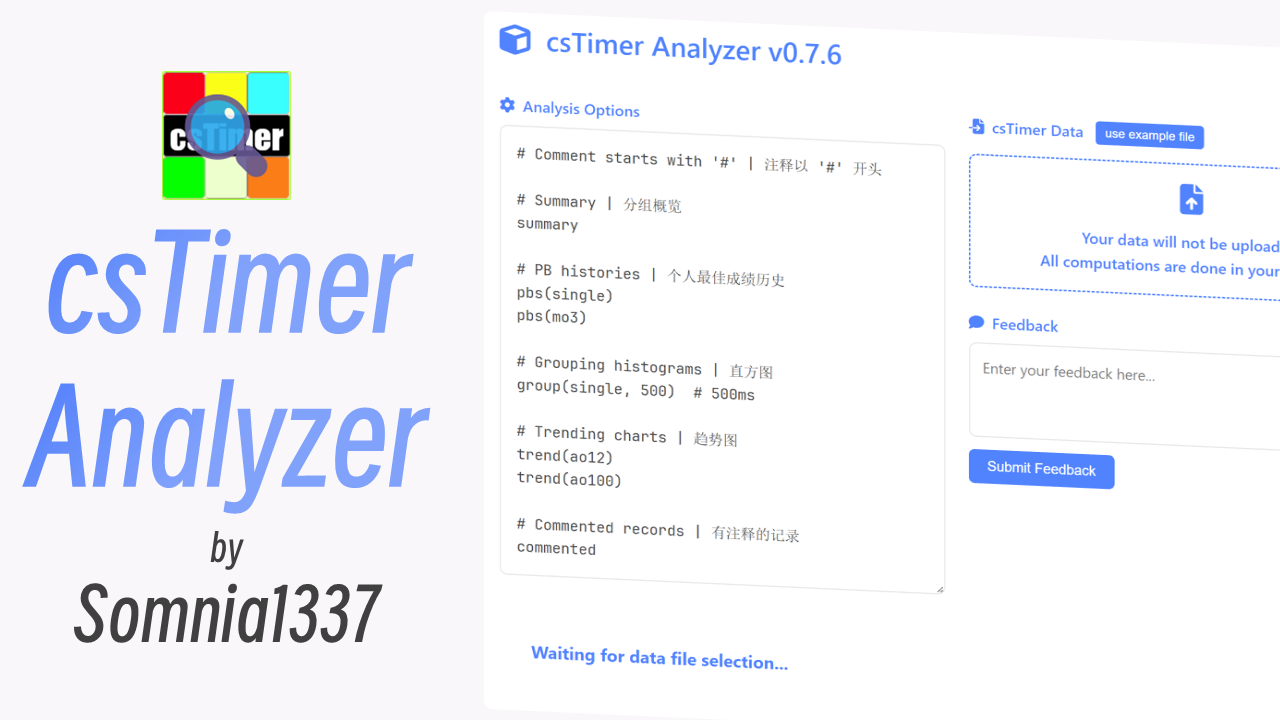 csTimer
csTimer
Analyzer
by
Somnia1337
csTimer Analyzer v0.7.6
Analysis Options
# Comment starts with '#' | 注释以 '#' 开头
# Summary | 分组概览
summary
# PB histories | 个人最佳成绩历史
pbs(single)
pbs(mo3)
# Grouping histograms | 直方图
group(single, 500)  # 500ms
# Trending charts | 趋势图
trend(ao12)
trend(ao100)
# Commented records | 有注释的记录
commented
Waiting for data file selection...
csTimer Data
use example file
Your data will not be upload
All computations are done in your
Feedback
Enter your feedback here...
Submit Feedback